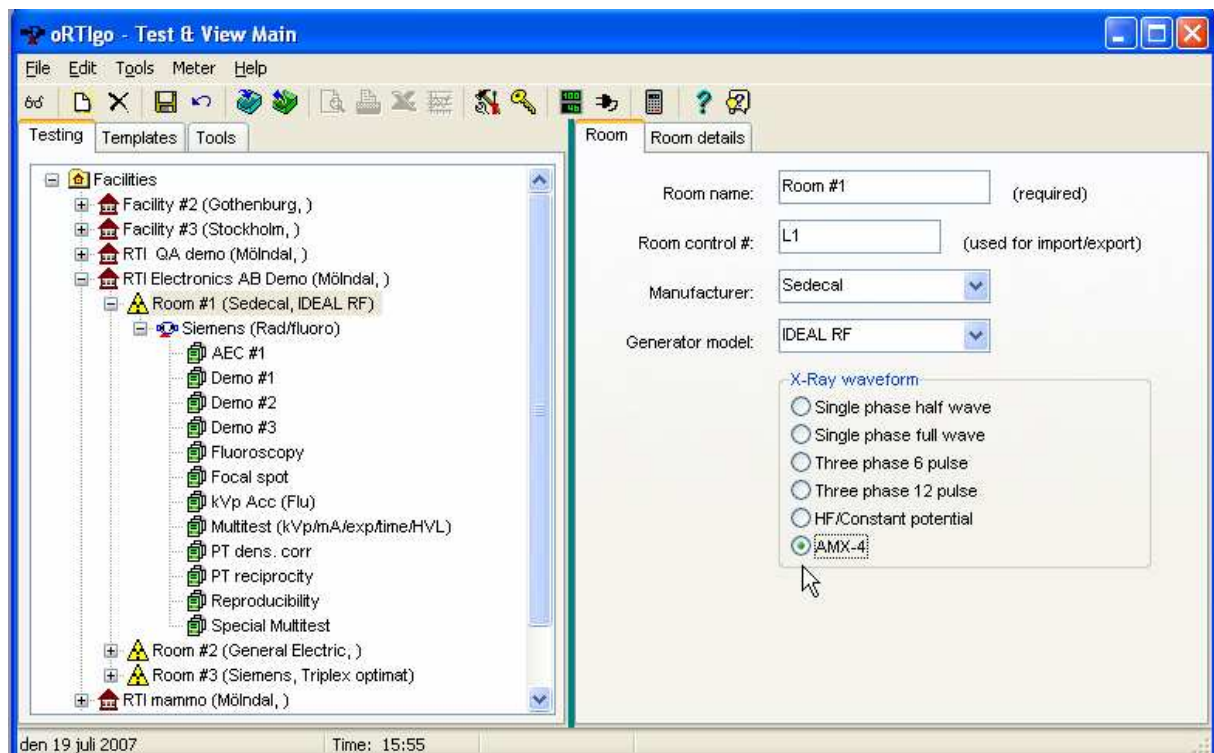 oRTIgo - Test & View Main
File Edit Tools Meter Help
Testing Templates Tools
Facilities
Facility #2 (Gothenburg, )
Facility #3 (Stockholm, )
RTI QA demo (Mölndal, )
RTI Electronics AB Demo (Mölndal, )
Room #1 (Sedecal, IDEAL RF)
Siemens (Rad/fluoro)
AEC #1
Demo #1
Demo #2
Demo #3
Fluoroscopy
Focal spot
kVp Acc (Flu)
Multitest (kVp/mA/exp/time/HVL)
PT dens. corr
PT reciprocity
Reproducibility
Special Multitest
Room #2 (General Electric, )
Room #3 (Siemens, Triplex optimat)
RTI mammo (Mölndal, )
Room Room details
Room name: Room #1 (required)
Room control #: L1 (used for import/export)
Manufacturer: Sedecal
Generator model: IDEAL RF
X-Ray waveform
Single phase half wave
Single phase full wave
Three phase 6 pulse
Three phase 12 pulse
HF/Constant potential
AMX-4
den 19 juli 2007 Time: 15:55